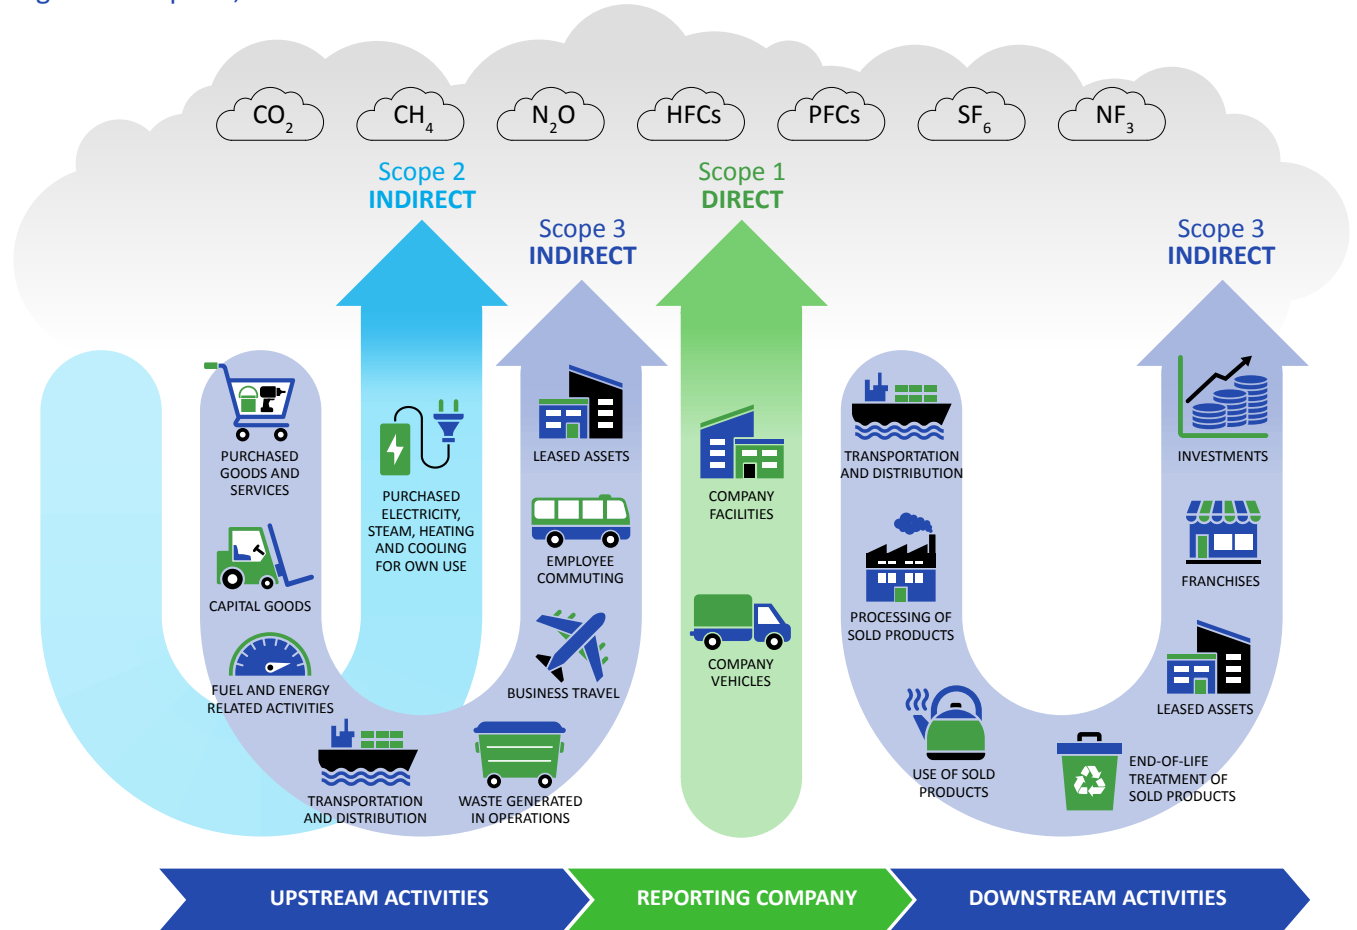 CO2
CH4
N2O
HFCs
PFCs
SF6
NF3
Scope 2
INDIRECT
Scope 1
DIRECT
Scope 3
INDIRECT
Scope 3
INDIRECT
PURCHASED
GOODS AND
SERVICES
CAPITAL GOODS
FUEL AND ENERGY
RELATED ACTIVITIES
TRANSPORTATION
AND DISTRIBUTION
PURCHASED
ELECTRICITY,
STEAM, HEATING
AND COOLING
FOR OWN USE
WASTE GENERATED
IN OPERATIONS
BUSINESS TRAVEL
EMPLOYEE
COMMUTING
LEASED ASSETS
COMPANY
FACILITIES
COMPANY
VEHICLES
TRANSPORTATION
AND DISTRIBUTION
PROCESSING OF
SOLD PRODUCTS
USE OF SOLD
PRODUCTS
END-OF-LIFE
TREATMENT OF
SOLD PRODUCTS
LEASED ASSETS
FRANCHISES
INVESTMENTS
UPSTREAM ACTIVITIES
REPORTING COMPANY
DOWNSTREAM ACTIVITIES